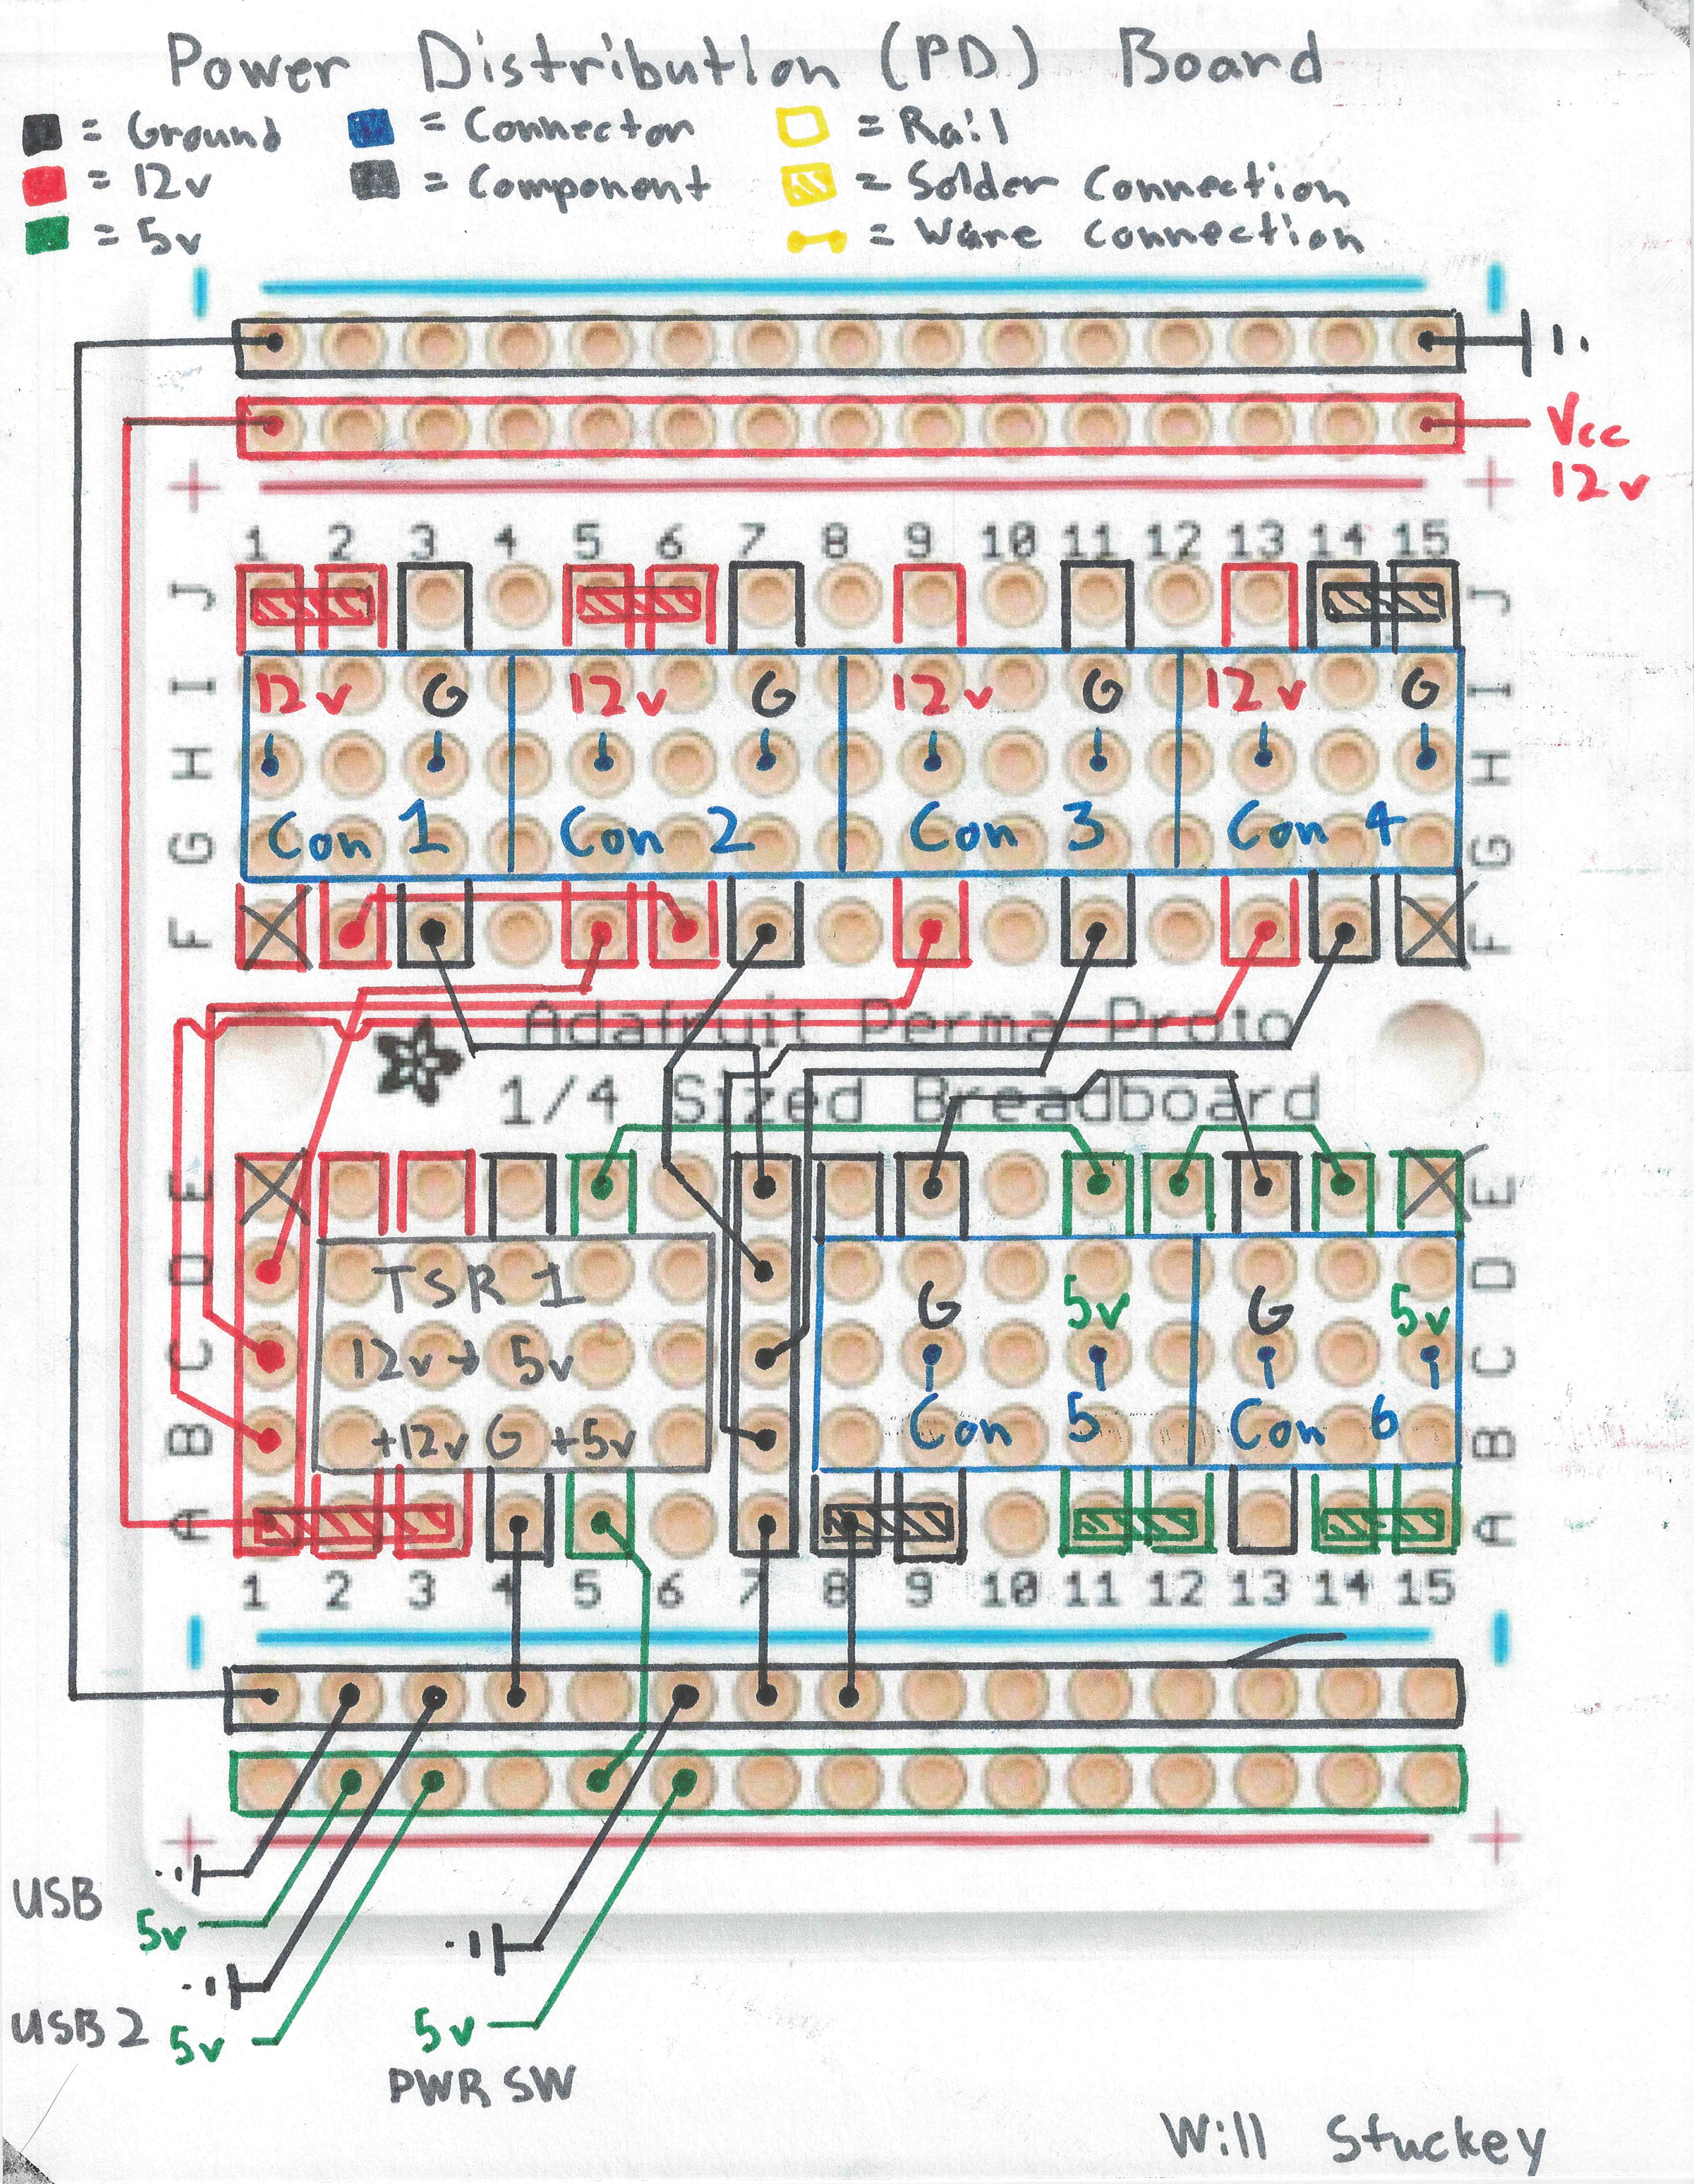 Power Distribution (PD) Board
= Ground = Connector = Rail
= 12v = Component = Solder Connection
= 5v = Wire Connection
Vcc
12v
1 2 3 4 5 6 7 8 9 10 11 12 13 14 15
J J
I 12v G 12v G 12v G 12v G I
H H
G Con 1 Con 2 Con 3 Con 4 G
F F
Adafruit Perma-Proto
1/4 Sized Breadboard
E E
D TSR 1 G 5v G 5v D
C 12v → 5v C
B +12v G +5v Con 5 Con 6 B
A A
1 2 3 4 5 6 7 8 9 10 11 12 13 14 15
USB
5v
USB2 5v
5v
PWR SW
Will Stuckey